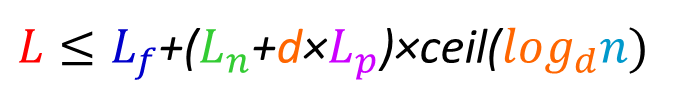 L ≤ L_f+(L_n+d×L_p)×ceil(log_d n)